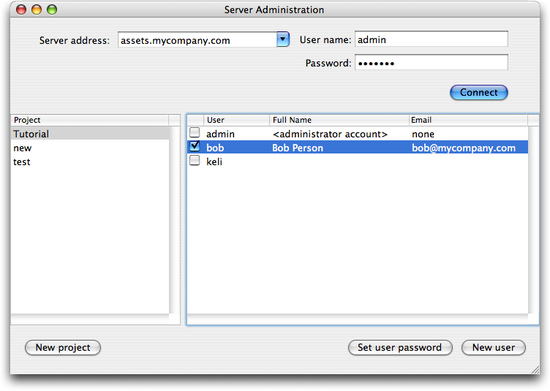 Server Administration
Server address: assets.mycompany.com User name: admin
Password: •••••••
Connect
Project User Full Name Email
Tutorial admin <administrator account> none
new bob Bob Person bob@mycompany.com
test keli
New project Set user password New user